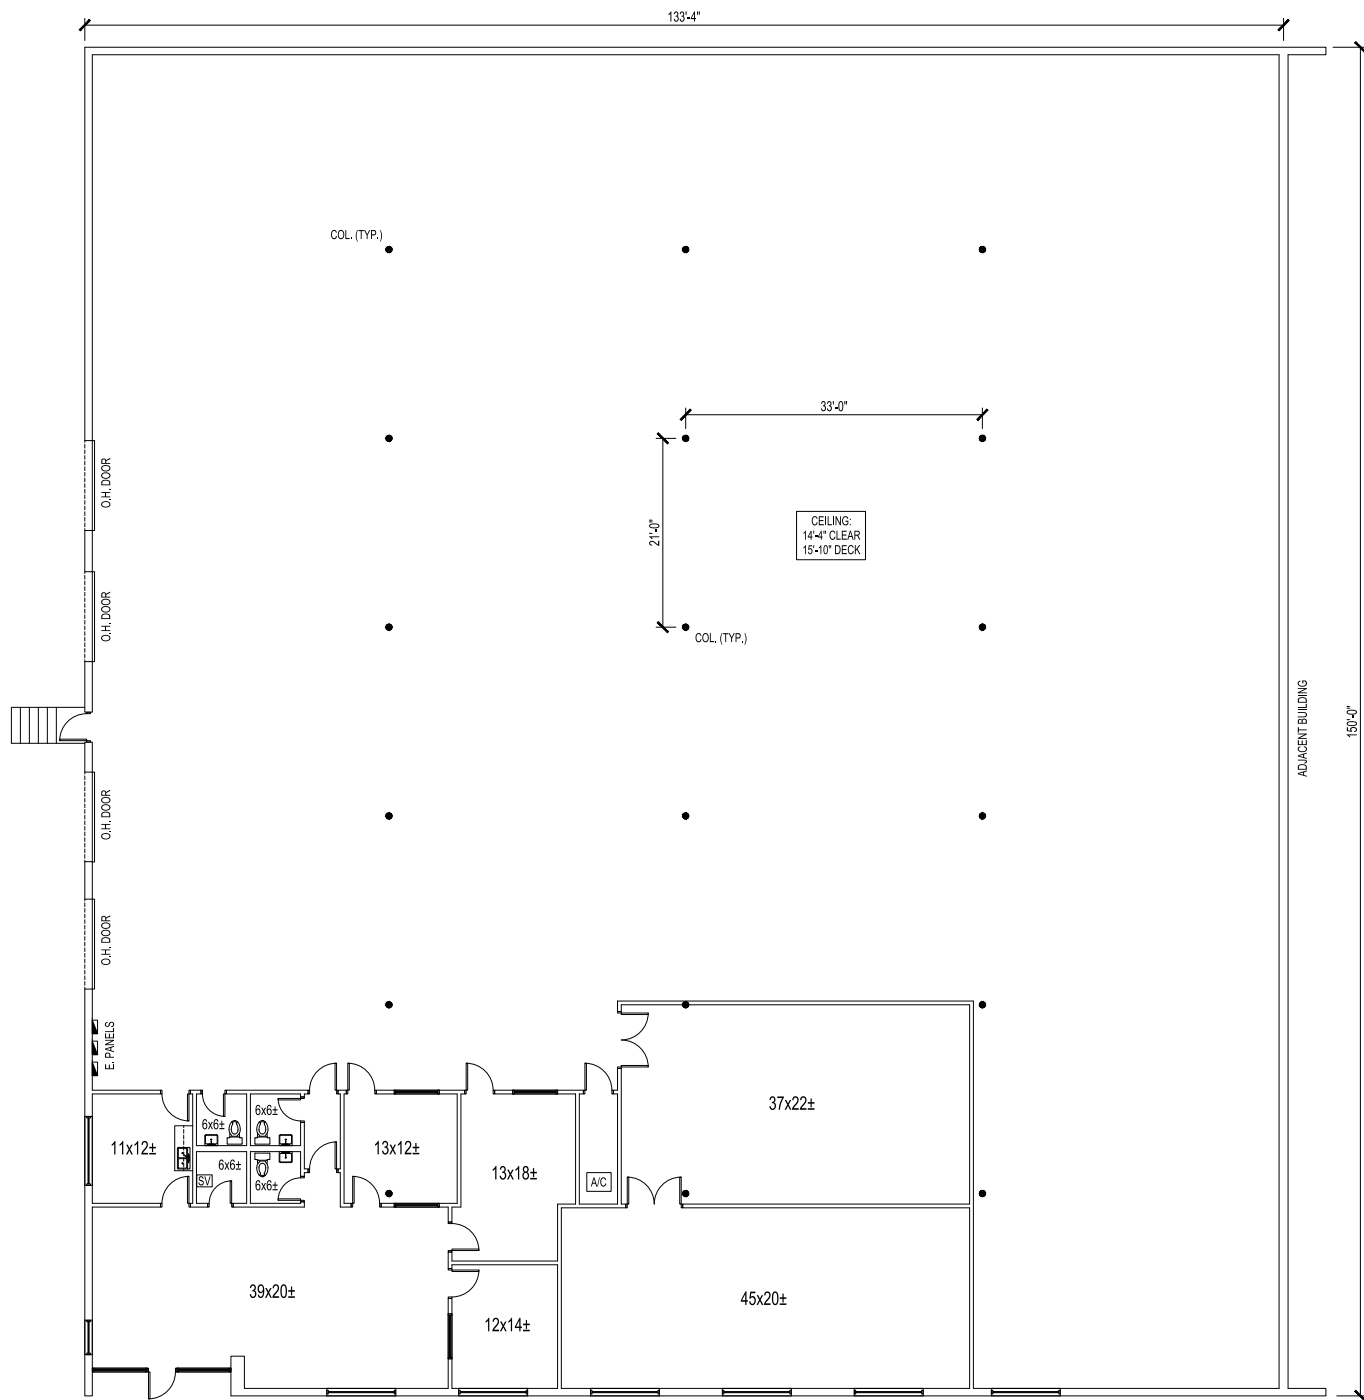 133'-4"
COL. (TYP.)
33'-0"
O.H. DOOR
21'-0"
CEILING:
14'-4" CLEAR
15'-10" DECK
O.H. DOOR
COL. (TYP.)
ADJACENT BUILDING
150'-0"
O.H. DOOR
O.H. DOOR
E. PANELS
6x6±
6x6±
37x22±
11x12±
13x12±
6x6±
13x18±
SV
6x6±
A/C
39x20±
45x20±
12x14±